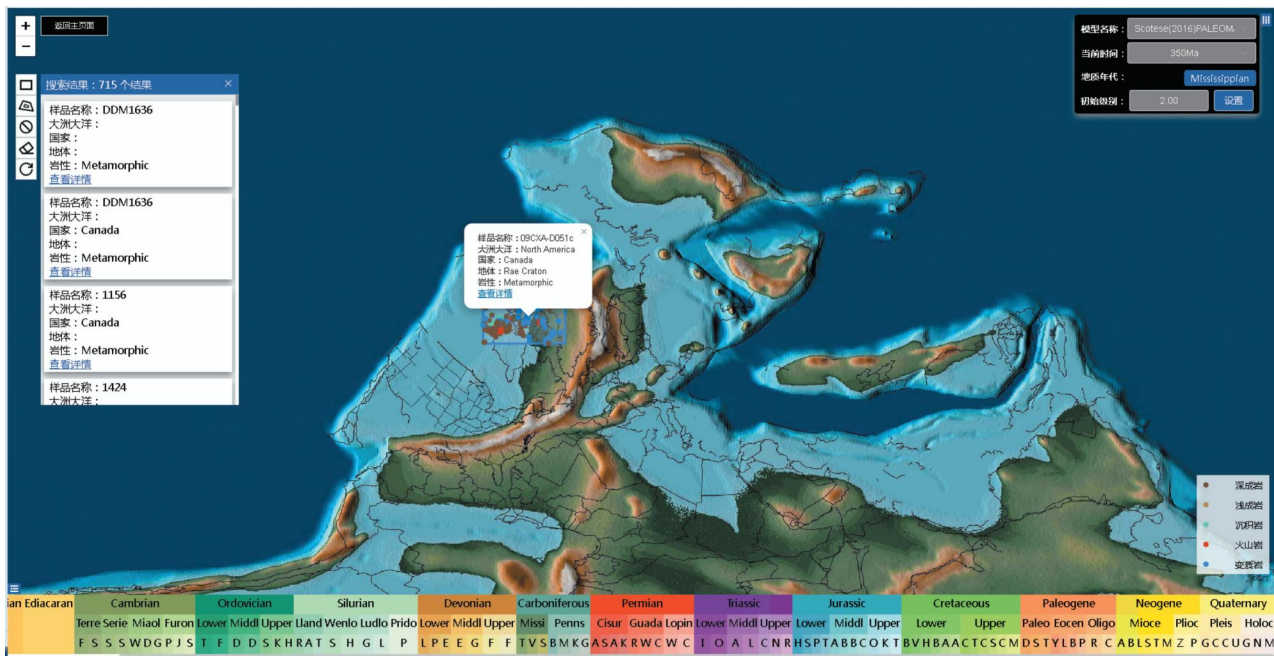 +
返回主页面
−
搜索结果：715 个结果
×
样品名称：DDM1636
大洲大洋：
国家：
地体：
岩性：Metamorphic
查看详情
样品名称：DDM1636
大洲大洋：
国家：Canada
地体：
岩性：Metamorphic
查看详情
样品名称：1156
大洲大洋：
国家：Canada
地体：
岩性：Metamorphic
查看详情
样品名称：1424
大洲大洋：
×
样品名称：09CXA-D051c
大洲大洋：North America
国家：Canada
地体：Rae Craton
岩性：Metamorphic
查看详情
模型名称： Scotese(2016)PALEOM
当前时间： 350Ma
地质年代： Mississippian
初始级别： 2.00 设置
深成岩
浅成岩
沉积岩
火山岩
变质岩
ian Ediacaran Cambrian Ordovician Silurian Devonian Carboniferous Permian Triassic Jurassic Cretaceous Paleogene Neogene Quaternary
Terre Serie Miaol Furon Lower Middl Upper Lland Wenlo Ludlo Prido Lower Middl Upper Missi Penns Cisur Guada Lopin Lower Middl Upper Lower Middl Upper Lower Upper Paleo Eocen Oligo Mioce Plioc Pleis Holoc
F S S S W D G P J S T F D D S K H R A T S H G L P L P E E G F F T V S B M K G A S A K R W C W C I O A L C N R H S P T A B B C O K T B V H B A A C T C S C M D S T Y L B P R C A B L S T M Z P G C C U G N M